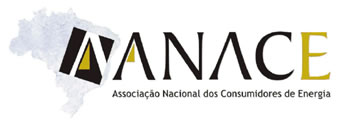 ANACE
Associação Nacional dos Consumidores de Energia